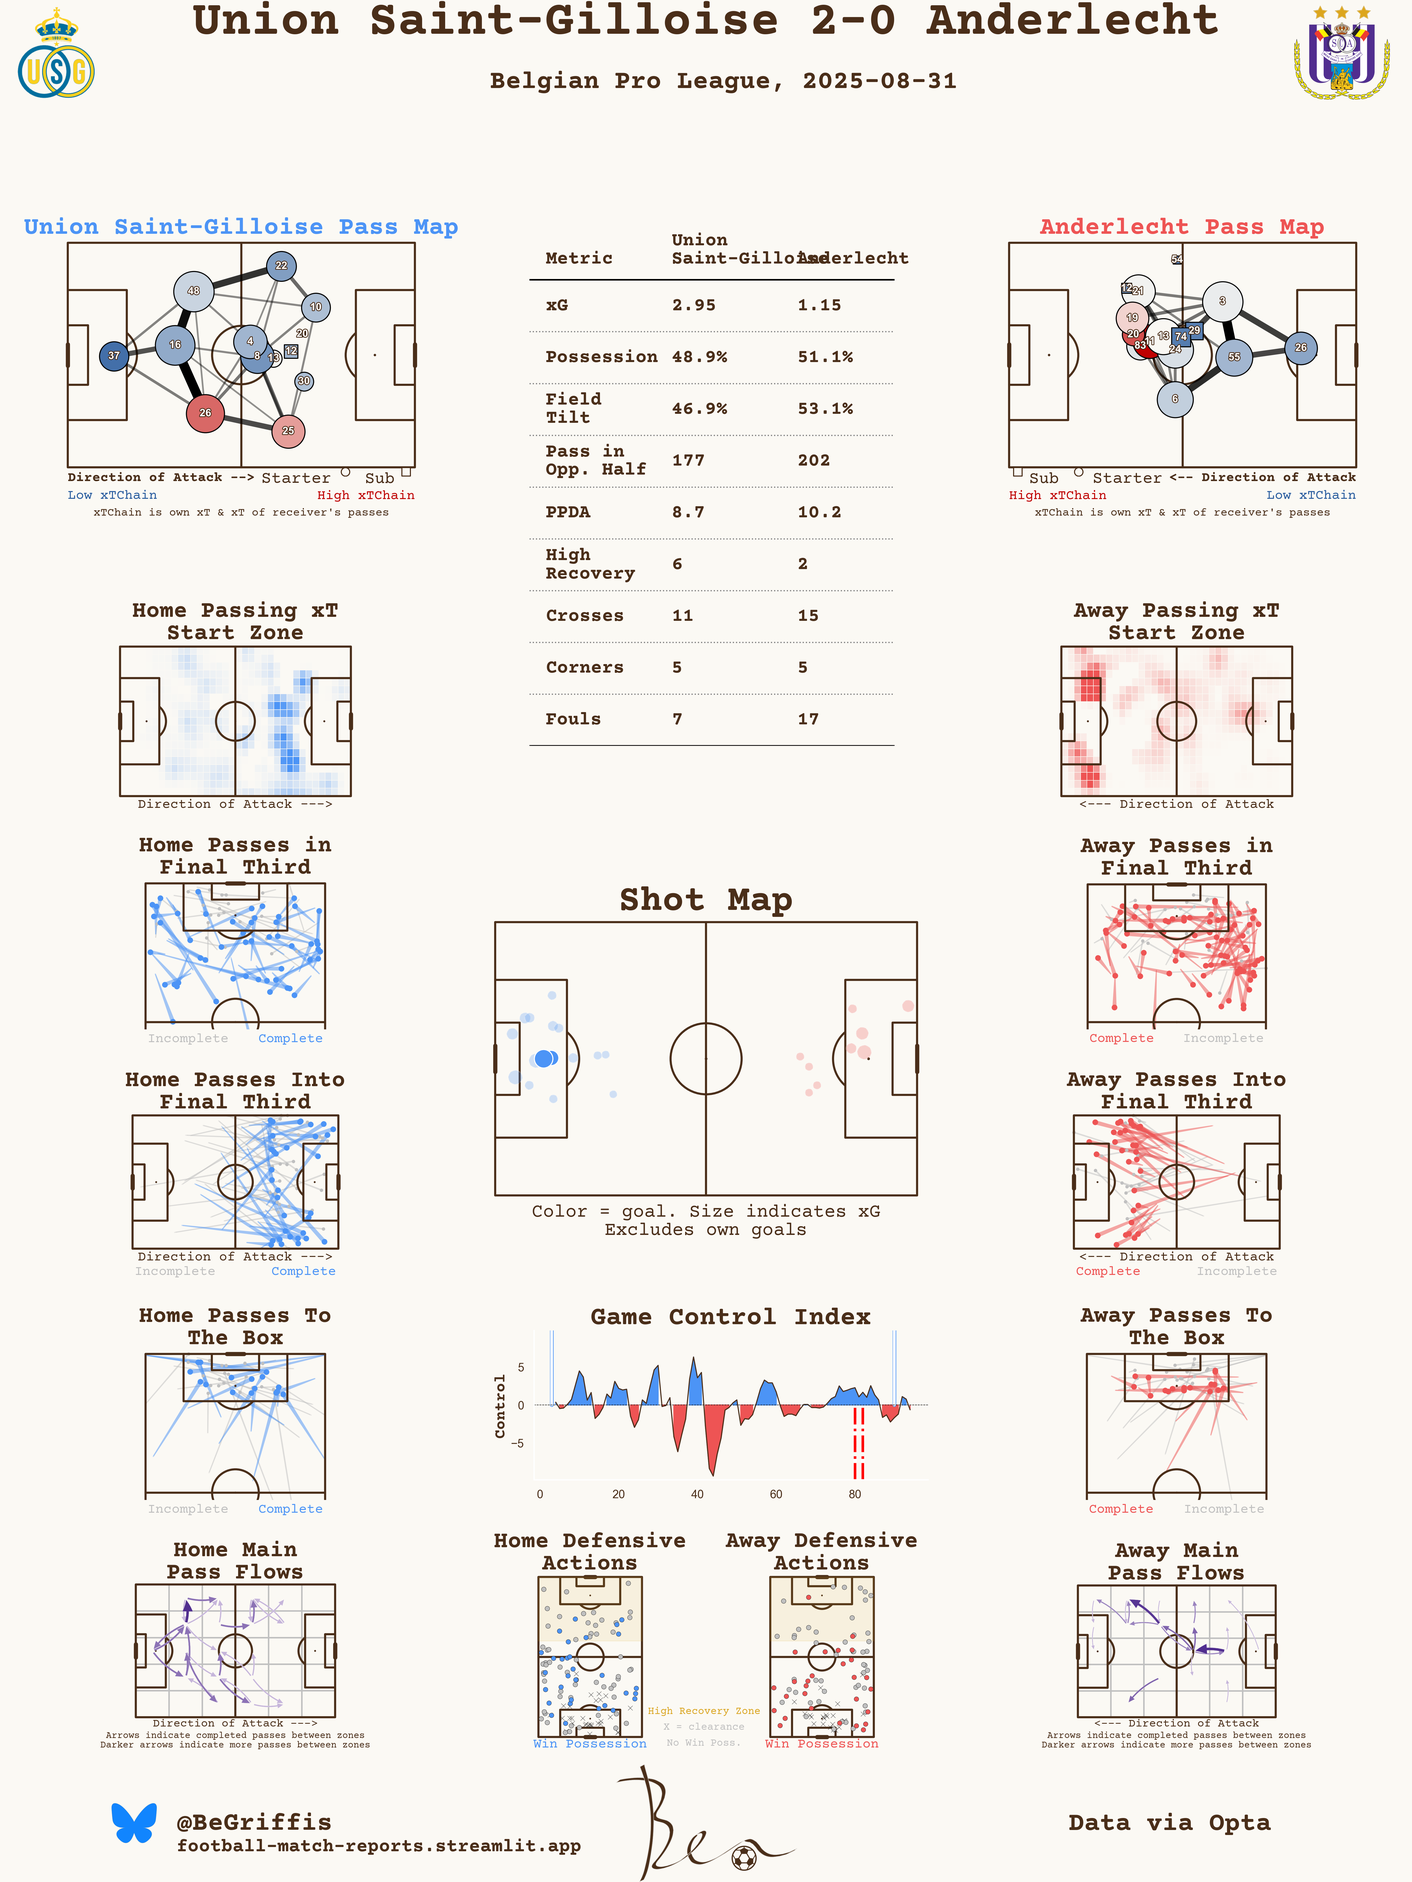 Union Saint-Gilloise 2-0 Anderlecht
Belgian Pro League, 2025-08-31
Union Saint-Gilloise Pass Map
22
48
10
20
4
16
8
13
12
37
30
26
25
Direction of Attack --> Starter Sub
Low xTChain High xTChain
xTChain is own xT & xT of receiver's passes
Metric Union Saint-Gilloise Anderlecht
xG 2.95 1.15
Possession 48.9% 51.1%
Field Tilt 46.9% 53.1%
Pass in Opp. Half 177 202
PPDA 8.7 10.2
High Recovery 6 2
Crosses 11 15
Corners 5 5
Fouls 7 17
Anderlecht Pass Map
54
12
21
3
19
20
13
74
29
83
11
24
55
26
6
Sub Starter <-- Direction of Attack
High xTChain Low xTChain
xTChain is own xT & xT of receiver's passes
Home Passing xT
Start Zone
Direction of Attack --->
Away Passing xT
Start Zone
<--- Direction of Attack
Home Passes in
Final Third
Incomplete Complete
Away Passes in
Final Third
Complete Incomplete
Shot Map
Color = goal. Size indicates xG
Excludes own goals
Home Passes Into
Final Third
Direction of Attack --->
Incomplete Complete
Away Passes Into
Final Third
<--- Direction of Attack
Complete Incomplete
Home Passes To
The Box
Incomplete Complete
Game Control Index
Control
5
0
−5
0 20 40 60 80
Away Passes To
The Box
Complete Incomplete
Home Main
Pass Flows
Direction of Attack --->
Arrows indicate completed passes between zones
Darker arrows indicate more passes between zones
Home Defensive
Actions
Win Possession
Away Defensive
Actions
Win Possession
High Recovery Zone
X = clearance
No Win Poss.
Away Main
Pass Flows
<--- Direction of Attack
Arrows indicate completed passes between zones
Darker arrows indicate more passes between zones
@BeGriffis
football-match-reports.streamlit.app
Ben
Data via Opta